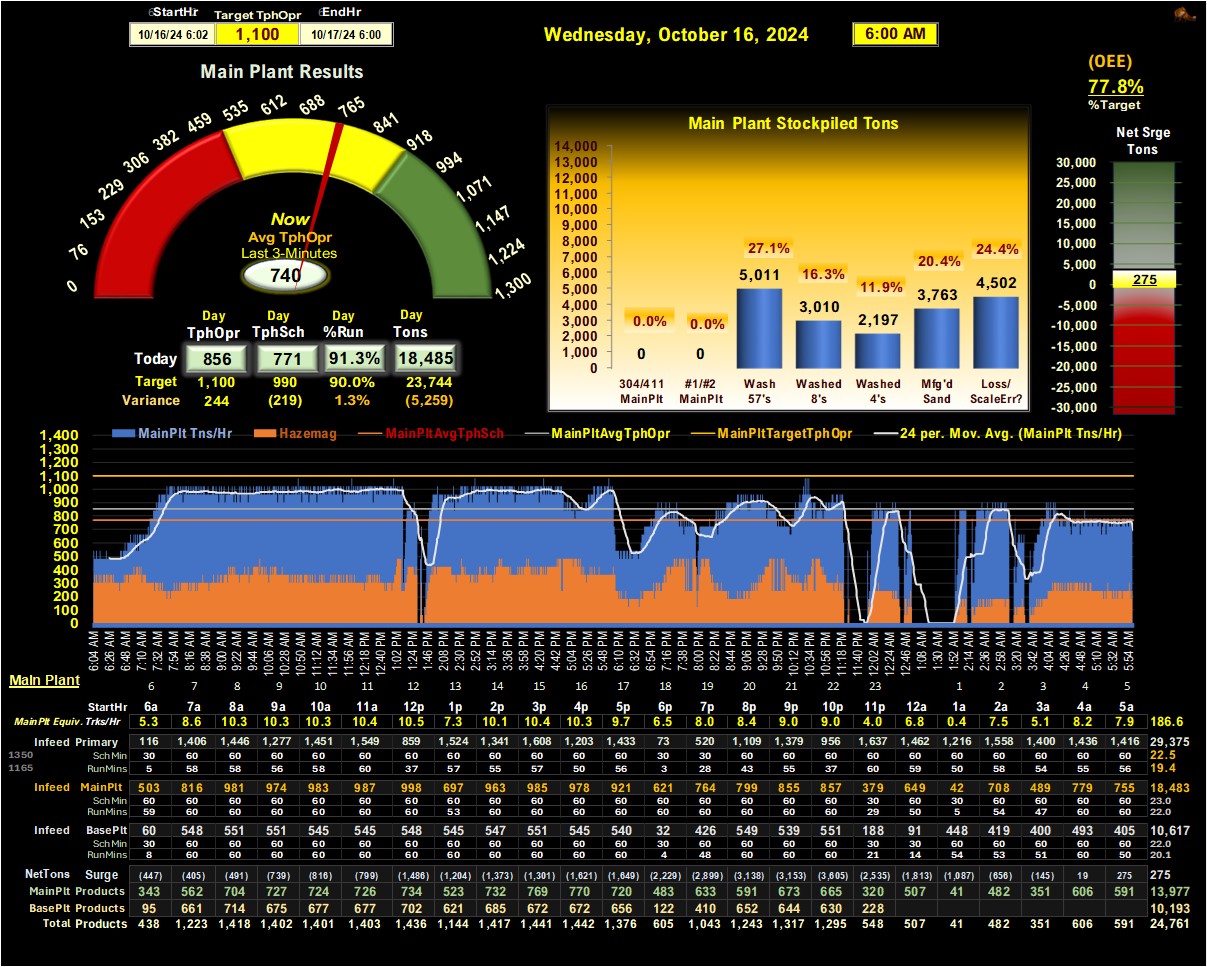 StartHr Target TphOpr EndHr
10/16/24 6:02 1,100 10/17/24 6:00
Wednesday, October 16, 2024 6:00 AM
(OEE)
77.8%
%Target
Main Plant Results
0 76 153 229 306 382 459 535 612 688 765 841 918 994 1,071 1,147 1,224 1,300
Now
Avg TphOpr
Last 3-Minutes
740
Day Day Day Day
TphOpr TphSch %Run Tons
Today 856 771 91.3% 18,485
Target 1,100 990 90.0% 23,744
Variance 244 (219) 1.3% (5,259)
Main Plant Stockpiled Tons
14,000
13,000
12,000
11,000
10,000
9,000
8,000
7,000
6,000
5,000
4,000
3,000
2,000
1,000
0
0.0% 0.0% 27.1% 16.3% 11.9% 20.4% 24.4%
0 0 5,011 3,010 2,197 3,763 4,502
304/411 #1/#2 Wash Washed Washed Mfg'd Loss/
MainPlt MainPlt 57's 8's 4's Sand ScaleErr?
Net Srge
Tons
30,000
25,000
20,000
15,000
10,000
5,000
0
-5,000
-10,000
-15,000
-20,000
-25,000
-30,000
275
MainPlt Tns/Hr Hazemag MainPltAvgTphSch MainPltAvgTphOpr MainPltTargetTphOpr 24 per. Mov. Avg. (MainPlt Tns/Hr)
1,400
1,300
1,200
1,100
1,000
900
800
700
600
500
400
300
200
100
0
6:04 AM 6:26 AM 6:48 AM 7:10 AM 7:32 AM 7:54 AM 8:16 AM 8:38 AM 9:00 AM 9:22 AM 9:44 AM 10:06 AM 10:28 AM 10:50 AM 11:12 AM 11:34 AM 11:56 AM 12:18 PM 12:40 PM 1:02 PM 1:24 PM 1:46 PM 2:08 PM 2:30 PM 2:52 PM 3:14 PM 3:36 PM 3:58 PM 4:20 PM 4:42 PM 5:04 PM 5:26 PM 5:48 PM 6:10 PM 6:32 PM 6:54 PM 7:16 PM 7:38 PM 8:00 PM 8:22 PM 8:44 PM 9:06 PM 9:28 PM 9:50 PM 10:12 PM 10:34 PM 10:56 PM 11:18 PM 11:40 PM 12:02 AM 12:24 AM 12:46 AM 1:08 AM 1:30 AM 1:52 AM 2:14 AM 2:36 AM 2:58 AM 3:20 AM 3:42 AM 4:04 AM 4:26 AM 4:48 AM 5:10 AM 5:32 AM 5:54 AM
Main Plant
6 7 8 9 10 11 12 13 14 15 16 17 18 19 20 21 22 23 1 2 3 4 5
StartHr 6a 7a 8a 9a 10a 11a 12p 1p 2p 3p 4p 5p 6p 7p 8p 9p 10p 11p 12a 1a 2a 3a 4a 5a
MainPlt Equiv. Trks/Hr 5.3 8.6 10.3 10.3 10.3 10.4 10.5 7.3 10.1 10.4 10.3 9.7 6.5 8.0 8.4 9.0 9.0 4.0 6.8 0.4 7.5 5.1 8.2 7.9 186.6
Infeed Primary 116 1,406 1,446 1,277 1,451 1,549 859 1,524 1,341 1,608 1,203 1,433 73 520 1,109 1,379 956 1,637 1,462 1,216 1,558 1,400 1,436 1,416 29,375
1350 Sch Min 30 60 60 60 60 60 60 60 60 60 60 60 30 30 60 60 60 60 60 60 60 60 60 60 22.5
1165 RunMins 5 58 58 56 58 60 37 57 55 57 50 56 3 28 43 55 37 60 59 50 58 54 55 56 19.4
Infeed MainPlt 503 816 981 974 983 987 998 697 963 985 978 921 621 764 799 855 857 379 649 42 708 489 779 755 18,483
Sch Min 60 60 60 60 60 60 60 60 60 60 60 60 60 60 60 60 60 30 60 30 60 60 60 60 23.0
RunMins 59 60 60 60 60 60 60 53 60 60 60 60 60 60 60 60 60 29 50 5 54 47 60 60 22.0
Infeed BasePlt 60 548 551 551 545 545 548 545 547 551 545 540 32 426 549 539 551 188 91 448 419 400 493 405 10,617
Sch Min 30 60 60 60 60 60 60 60 60 60 60 60 30 60 60 60 60 30 30 60 60 60 60 60 22.0
RunMins 8 60 60 60 60 60 60 60 60 60 60 60 4 48 60 60 60 21 14 54 53 51 60 50 20.1
NetTons Surge (447) (405) (491) (739) (816) (799) (1,486) (1,204) (1,373) (1,301) (1,621) (1,649) (2,229) (2,899) (3,138) (3,153) (3,605) (2,535) (1,813) (1,087) (656) (145) 19 275 275
MainPlt Products 343 562 704 727 724 726 734 523 732 769 770 720 483 633 591 673 665 320 507 41 482 351 606 591 13,977
BasePlt Products 95 661 714 675 677 677 702 621 685 672 672 656 122 410 652 644 630 228 10,193
Total Products 438 1,223 1,418 1,402 1,401 1,403 1,436 1,144 1,417 1,441 1,442 1,376 605 1,043 1,243 1,317 1,295 548 507 41 482 351 606 591 24,761